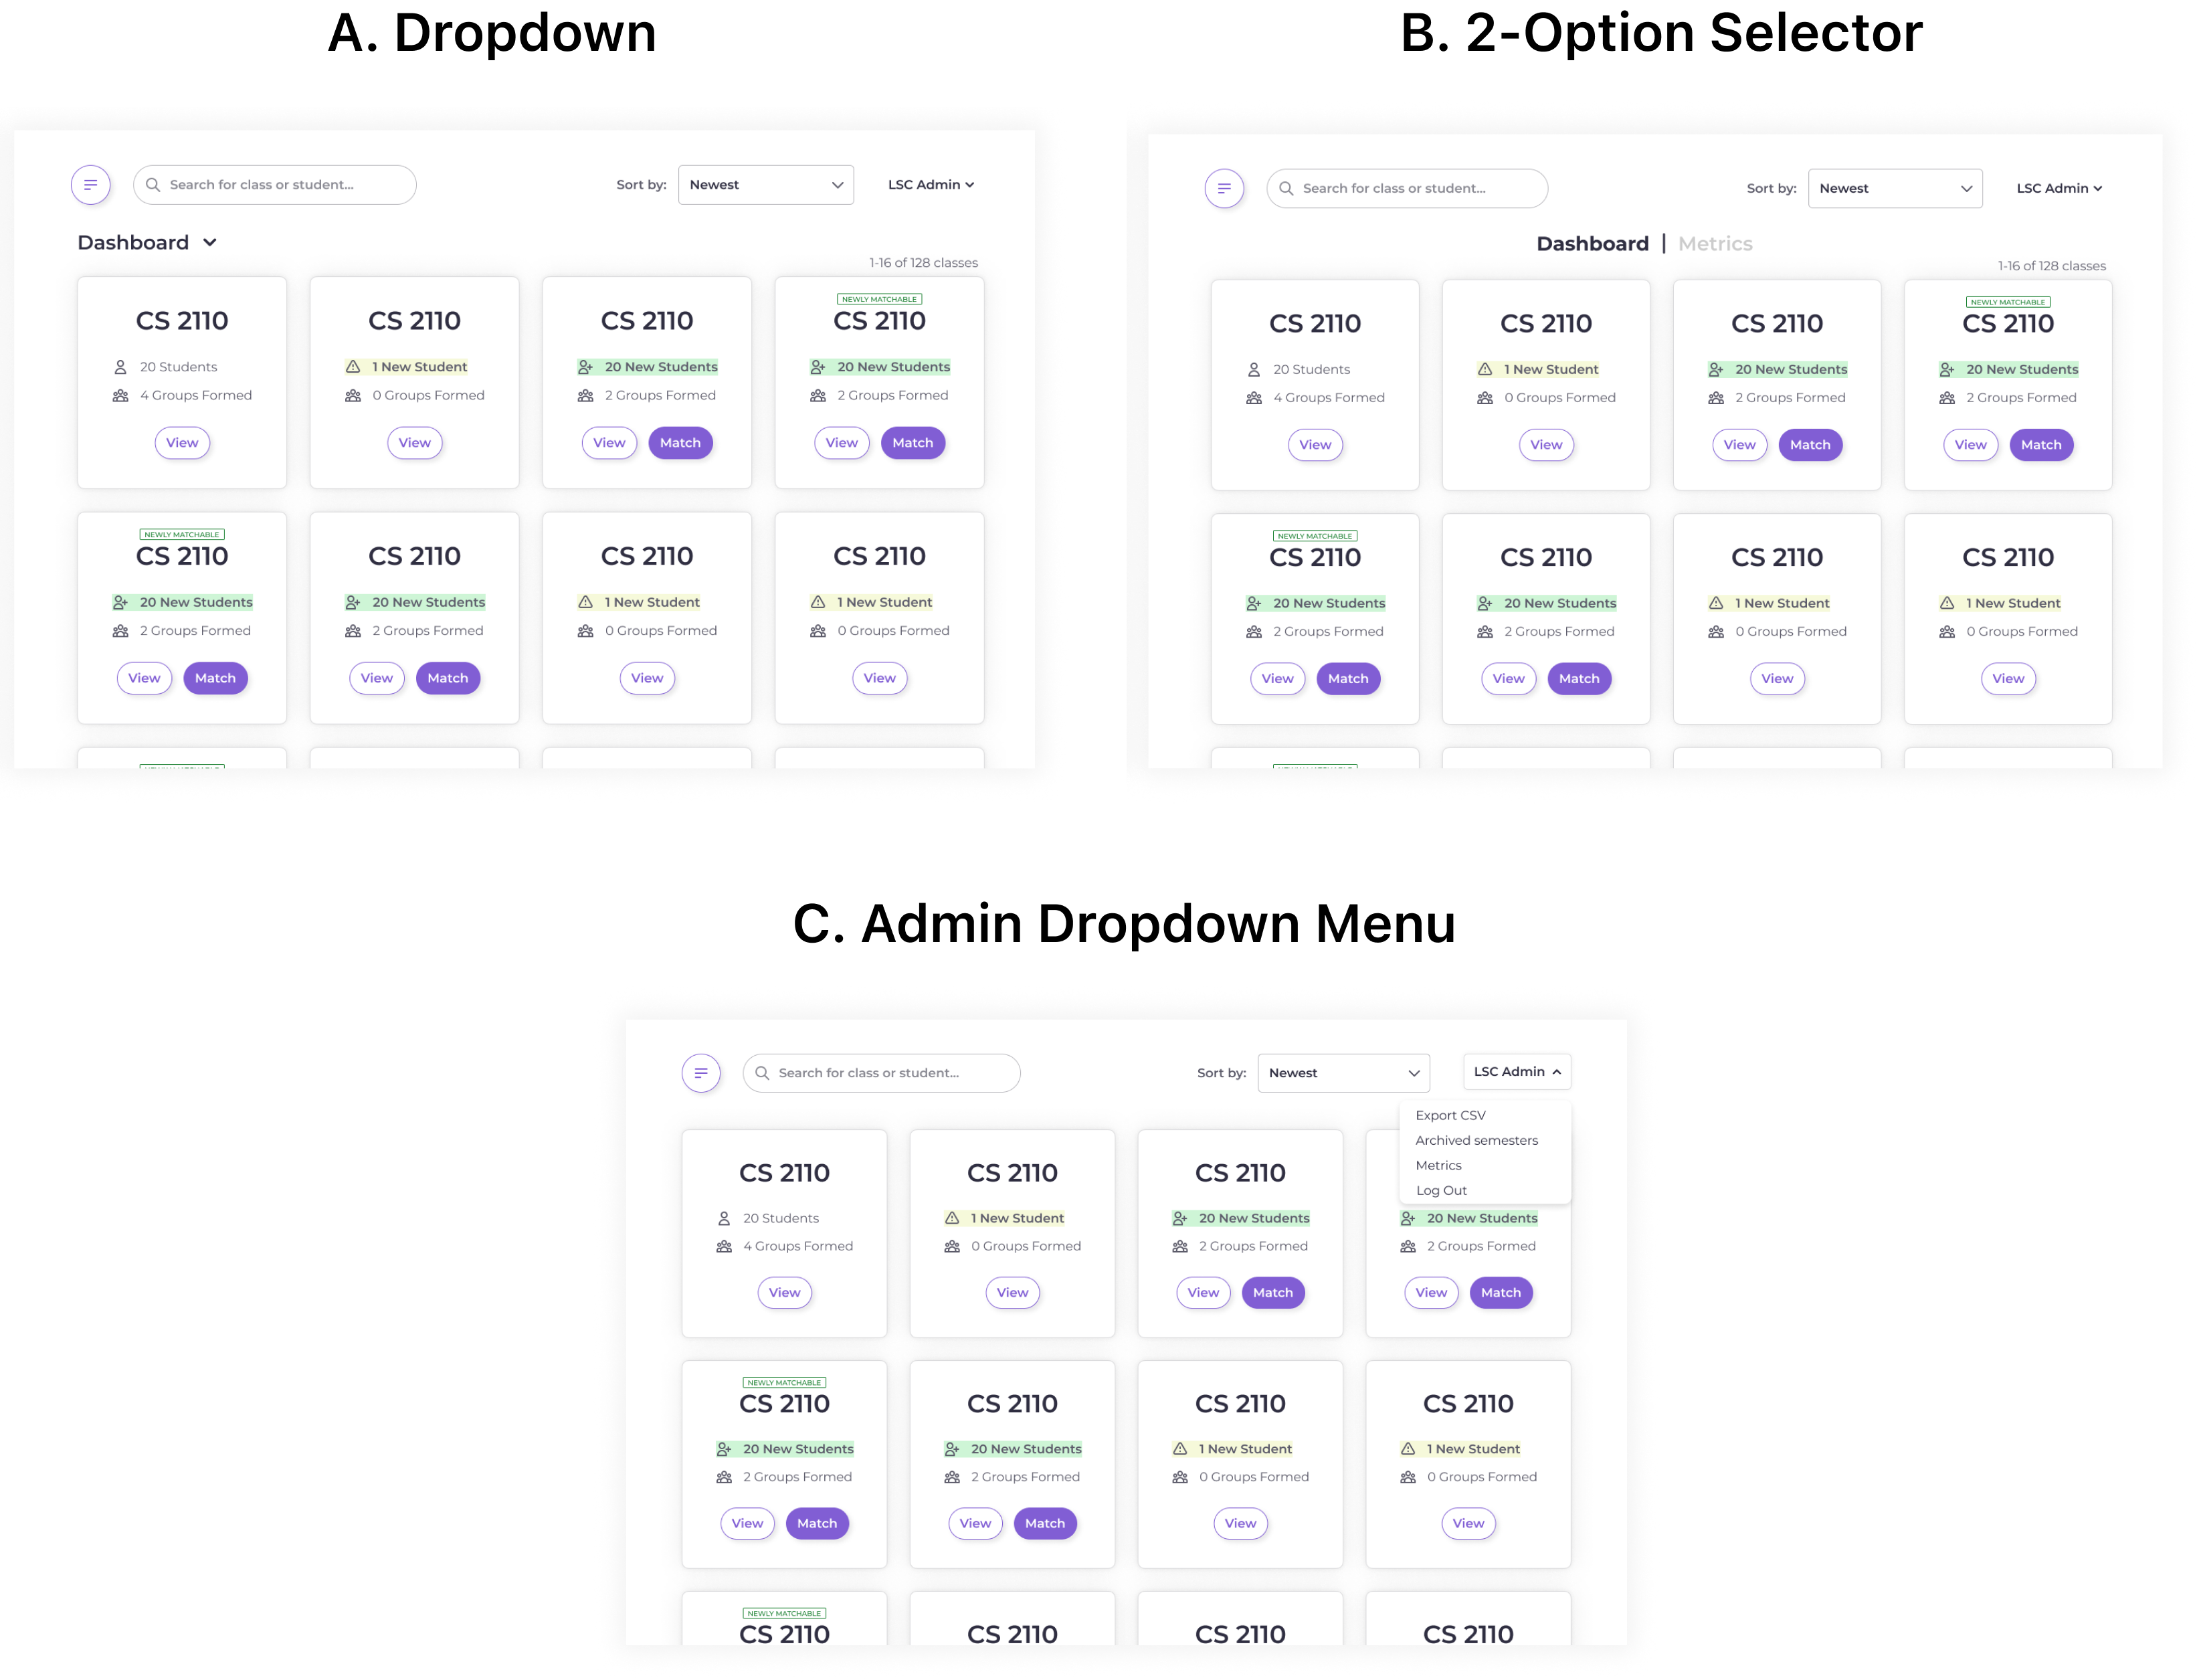 A. Dropdown
Search for class or student...
Sort by: Newest LSC Admin
Dashboard
1-16 of 128 classes
CS 2110 CS 2110 CS 2110 NEWLY MATCHABLE CS 2110
20 Students 1 New Student 20 New Students 20 New Students
4 Groups Formed 0 Groups Formed 2 Groups Formed 2 Groups Formed
View View View Match View Match
NEWLY MATCHABLE
CS 2110 CS 2110 CS 2110 CS 2110
20 New Students 20 New Students 1 New Student 1 New Student
2 Groups Formed 2 Groups Formed 0 Groups Formed 0 Groups Formed
View Match View Match View View
B. 2-Option Selector
Search for class or student...
Sort by: Newest LSC Admin
Dashboard | Metrics
1-16 of 128 classes
CS 2110 CS 2110 CS 2110 NEWLY MATCHABLE CS 2110
20 Students 1 New Student 20 New Students 20 New Students
4 Groups Formed 0 Groups Formed 2 Groups Formed 2 Groups Formed
View View View Match View Match
NEWLY MATCHABLE
CS 2110 CS 2110 CS 2110 CS 2110
20 New Students 20 New Students 1 New Student 1 New Student
2 Groups Formed 2 Groups Formed 0 Groups Formed 0 Groups Formed
View Match View Match View View
C. Admin Dropdown Menu
Search for class or student...
Sort by: Newest LSC Admin
Export CSV
Archived semesters
Metrics
Log Out
CS 2110 CS 2110 CS 2110
20 Students 1 New Student 20 New Students 20 New Students
4 Groups Formed 0 Groups Formed 2 Groups Formed 2 Groups Formed
View View View Match View Match
NEWLY MATCHABLE
CS 2110 CS 2110 CS 2110 CS 2110
20 New Students 20 New Students 1 New Student 1 New Student
2 Groups Formed 2 Groups Formed 0 Groups Formed 0 Groups Formed
View Match View Match View View
NEWLY MATCHABLE
CS 2110 CS 2110 CS 2110 CS 2110